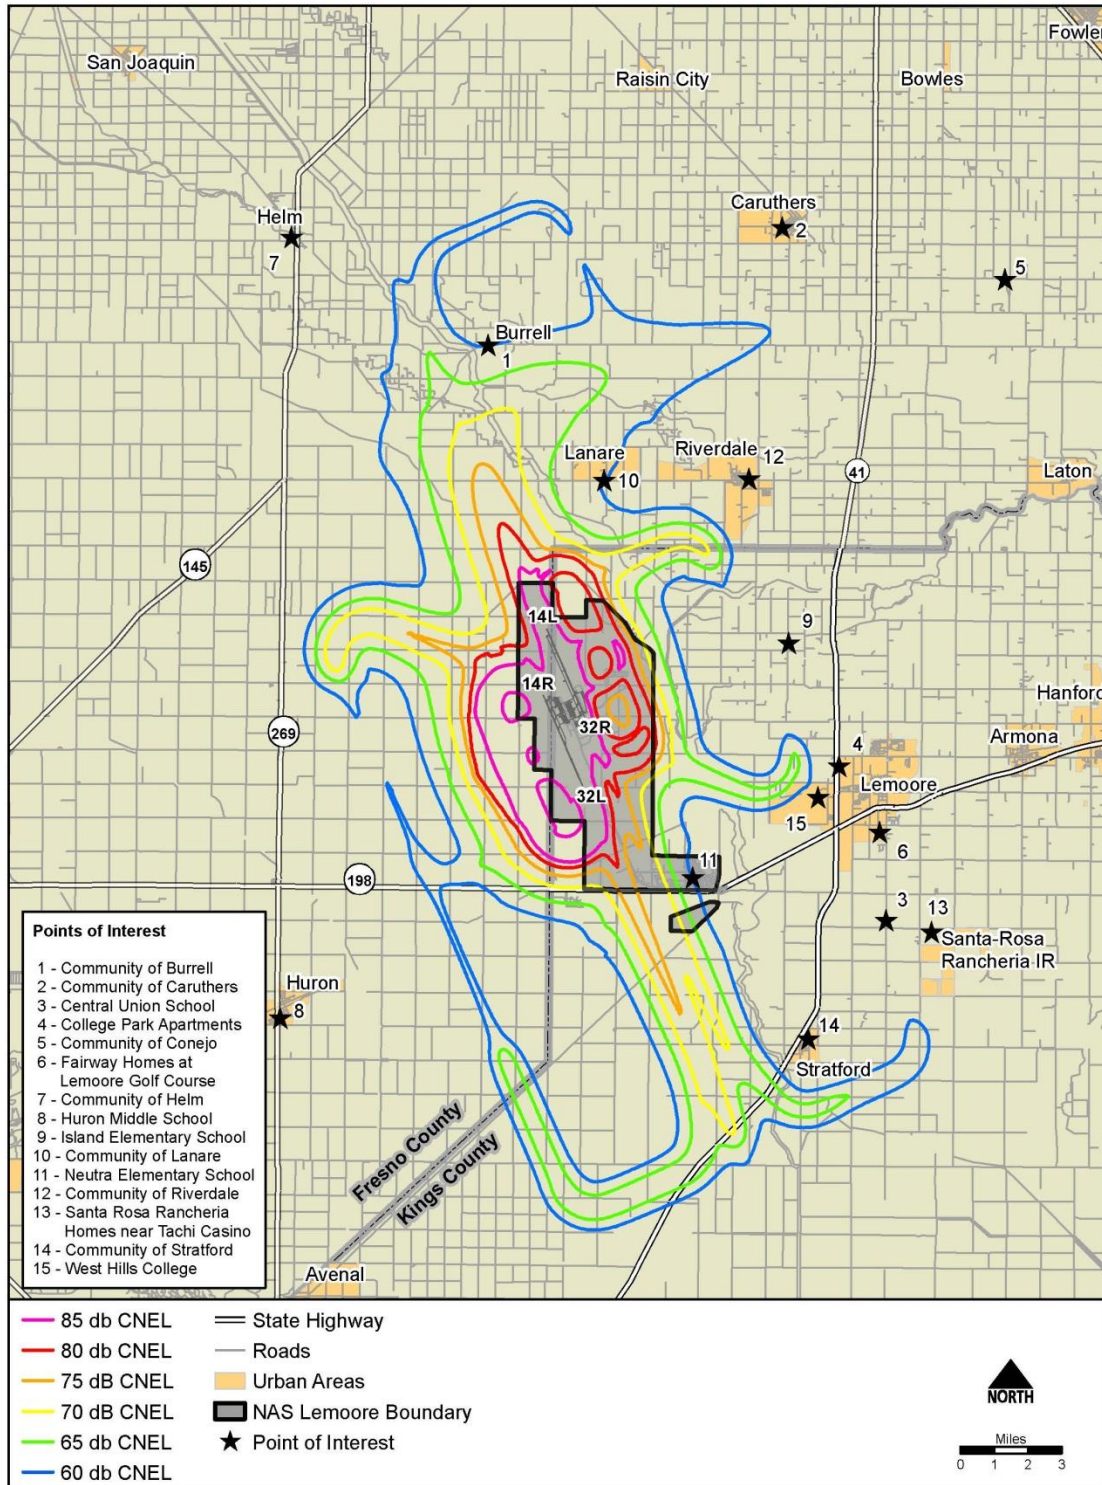 Fowler
San Joaquin
Raisin City
Bowles
Caruthers
2
Helm
7
5
Burrell
1
Lanare
10
Riverdale
12
41
Laton
145
14L
9
14R
Hanford
269
32R
Armona
4
Lemoore
32L
15
6
11
198
3
13
Santa-Rosa
Rancheria IR
Huron
8
14
Stratford
Fresno County
Kings County
Avenal
Points of Interest
1 - Community of Burrell
2 - Community of Caruthers
3 - Central Union School
4 - College Park Apartments
5 - Community of Conejo
6 - Fairway Homes at
Lemoore Golf Course
7 - Community of Helm
8 - Huron Middle School
9 - Island Elementary School
10 - Community of Lanare
11 - Neutra Elementary School
12 - Community of Riverdale
13 - Santa Rosa Rancheria
Homes near Tachi Casino
14 - Community of Stratford
15 - West Hills College
85 db CNEL
80 db CNEL
75 dB CNEL
70 dB CNEL
65 db CNEL
60 db CNEL
State Highway
Roads
Urban Areas
NAS Lemoore Boundary
Point of Interest
NORTH
Miles
0 1 2 3